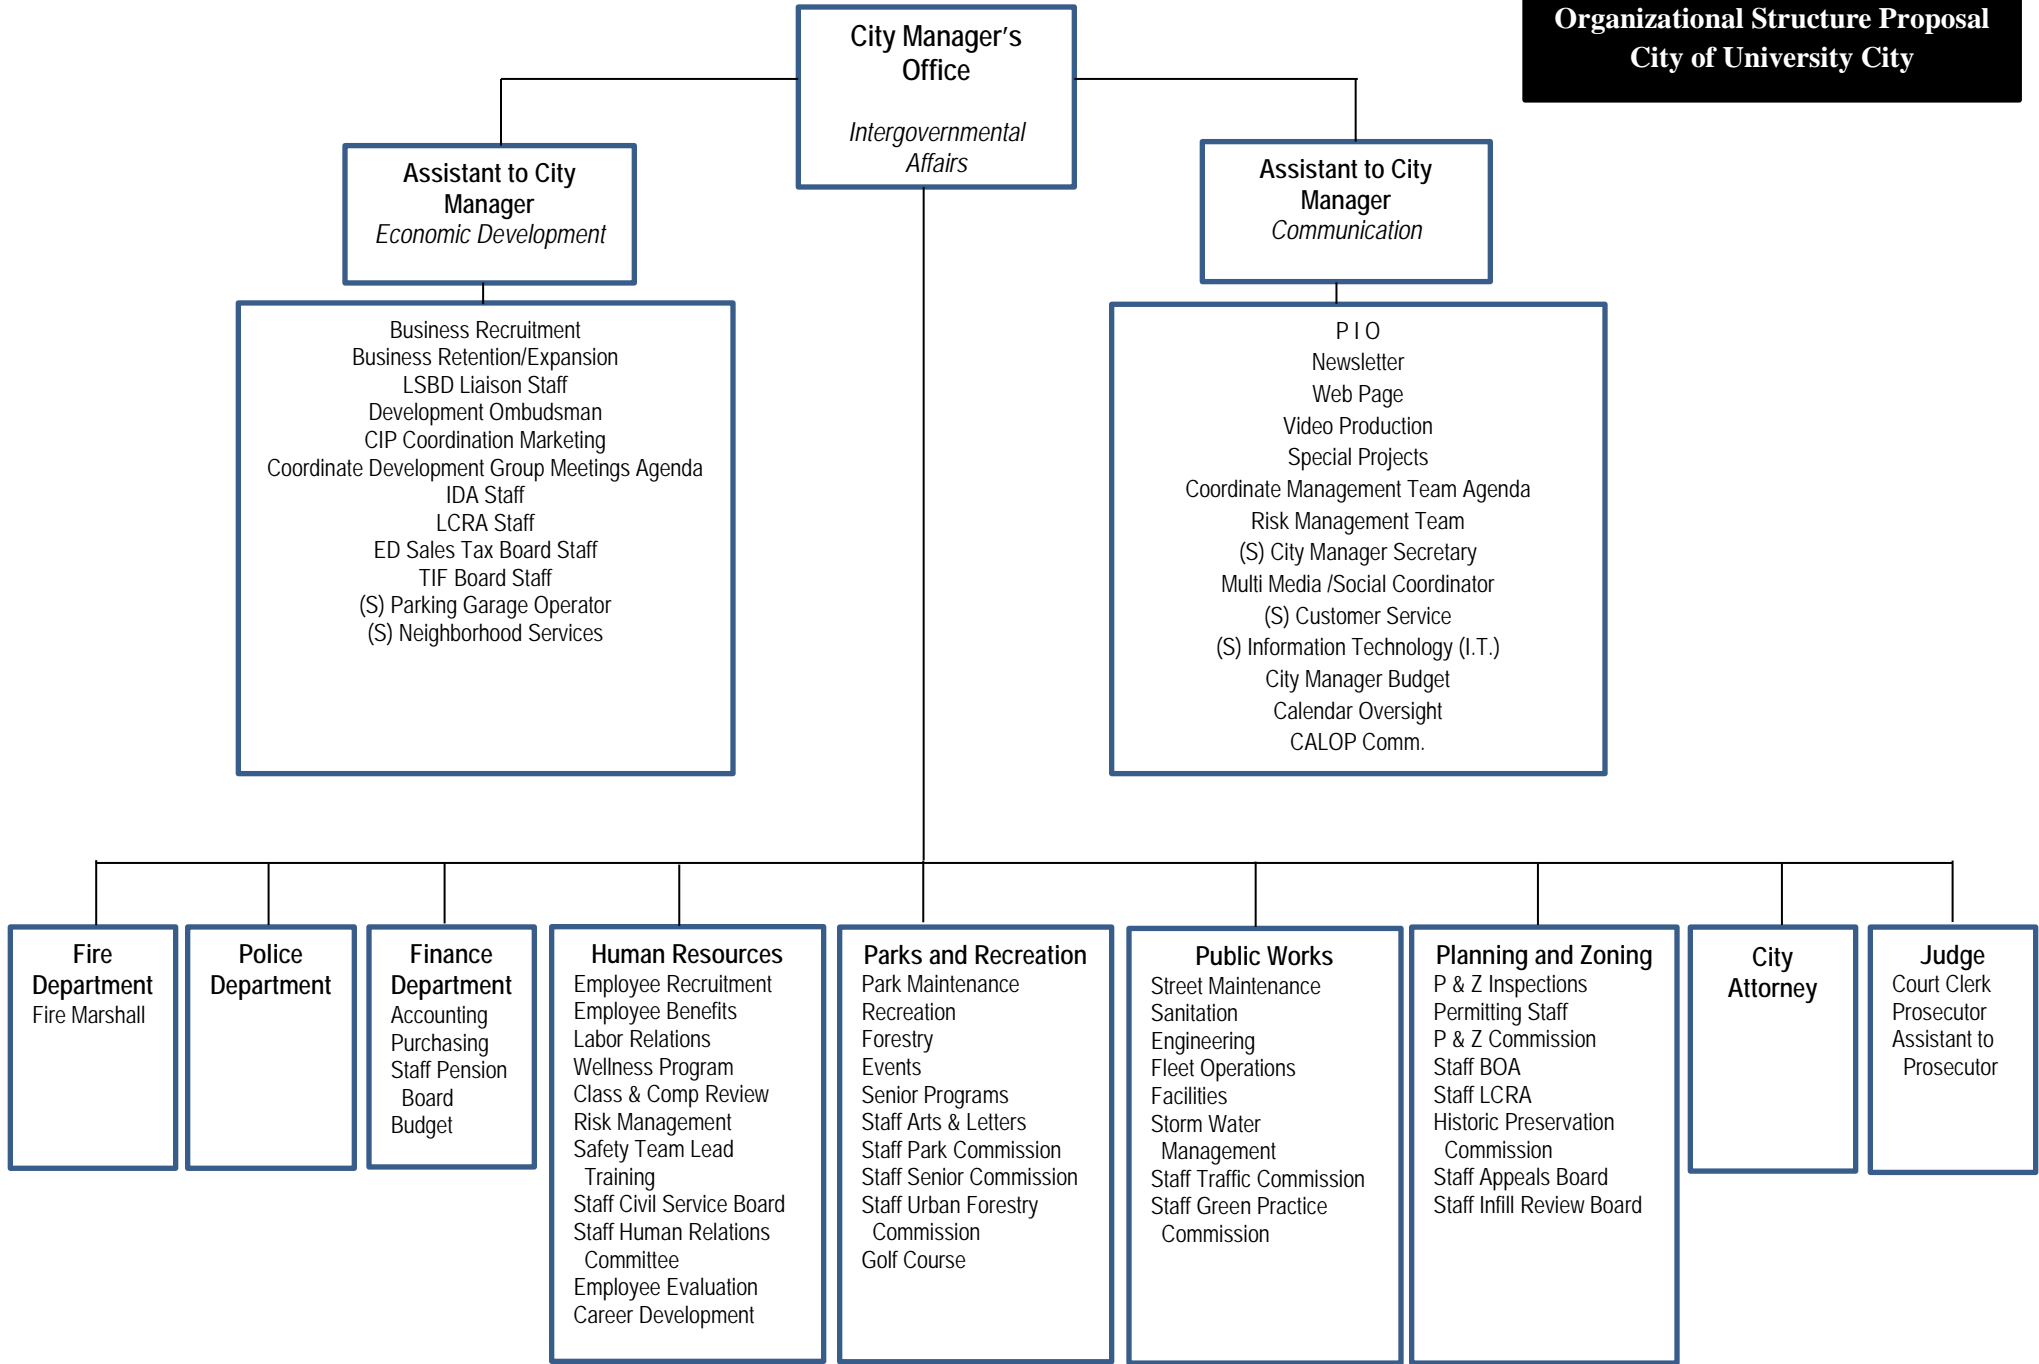 Organizational Structure Proposal
City of University City
City Manager's
Office
Intergovernmental
Affairs
Assistant to City
Manager
Economic Development
Business Recruitment
Business Retention/Expansion
LSBD Liaison Staff
Development Ombudsman
CIP Coordination Marketing
Coordinate Development Group Meetings Agenda
IDA Staff
LCRA Staff
ED Sales Tax Board Staff
TIF Board Staff
(S) Parking Garage Operator
(S) Neighborhood Services
Assistant to City
Manager
Communication
P I O
Newsletter
Web Page
Video Production
Special Projects
Coordinate Management Team Agenda
Risk Management Team
(S) City Manager Secretary
Multi Media /Social Coordinator
(S) Customer Service
(S) Information Technology (I.T.)
City Manager Budget
Calendar Oversight
CALOP Comm.
Fire
Department
Fire Marshall
Police
Department
Finance
Department
Accounting
Purchasing
Staff Pension
Board
Budget
Human Resources
Employee Recruitment
Employee Benefits
Labor Relations
Wellness Program
Class & Comp Review
Risk Management
Safety Team Lead
Training
Staff Civil Service Board
Staff Human Relations
Committee
Employee Evaluation
Career Development
Parks and Recreation
Park Maintenance
Recreation
Forestry
Events
Senior Programs
Staff Arts & Letters
Staff Park Commission
Staff Senior Commission
Staff Urban Forestry
Commission
Golf Course
Public Works
Street Maintenance
Sanitation
Engineering
Fleet Operations
Facilities
Storm Water
Management
Staff Traffic Commission
Staff Green Practice
Commission
Planning and Zoning
P & Z Inspections
Permitting Staff
P & Z Commission
Staff BOA
Staff LCRA
Historic Preservation
Commission
Staff Appeals Board
Staff Infill Review Board
City
Attorney
Judge
Court Clerk
Prosecutor
Assistant to
Prosecutor